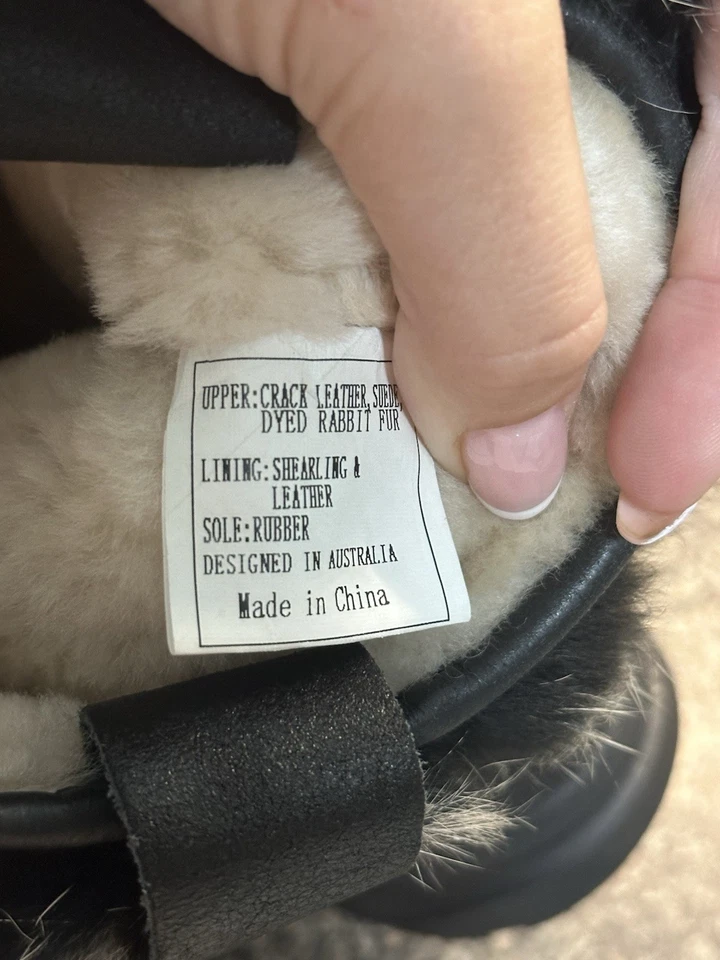 UPPER:CRACK LEATHER,SUEDE,
DYED RABBIT FUR
LINING:SHEARLING &
LEATHER
SOLE:RUBBER
DESIGNED IN AUSTRALIA
Made in China